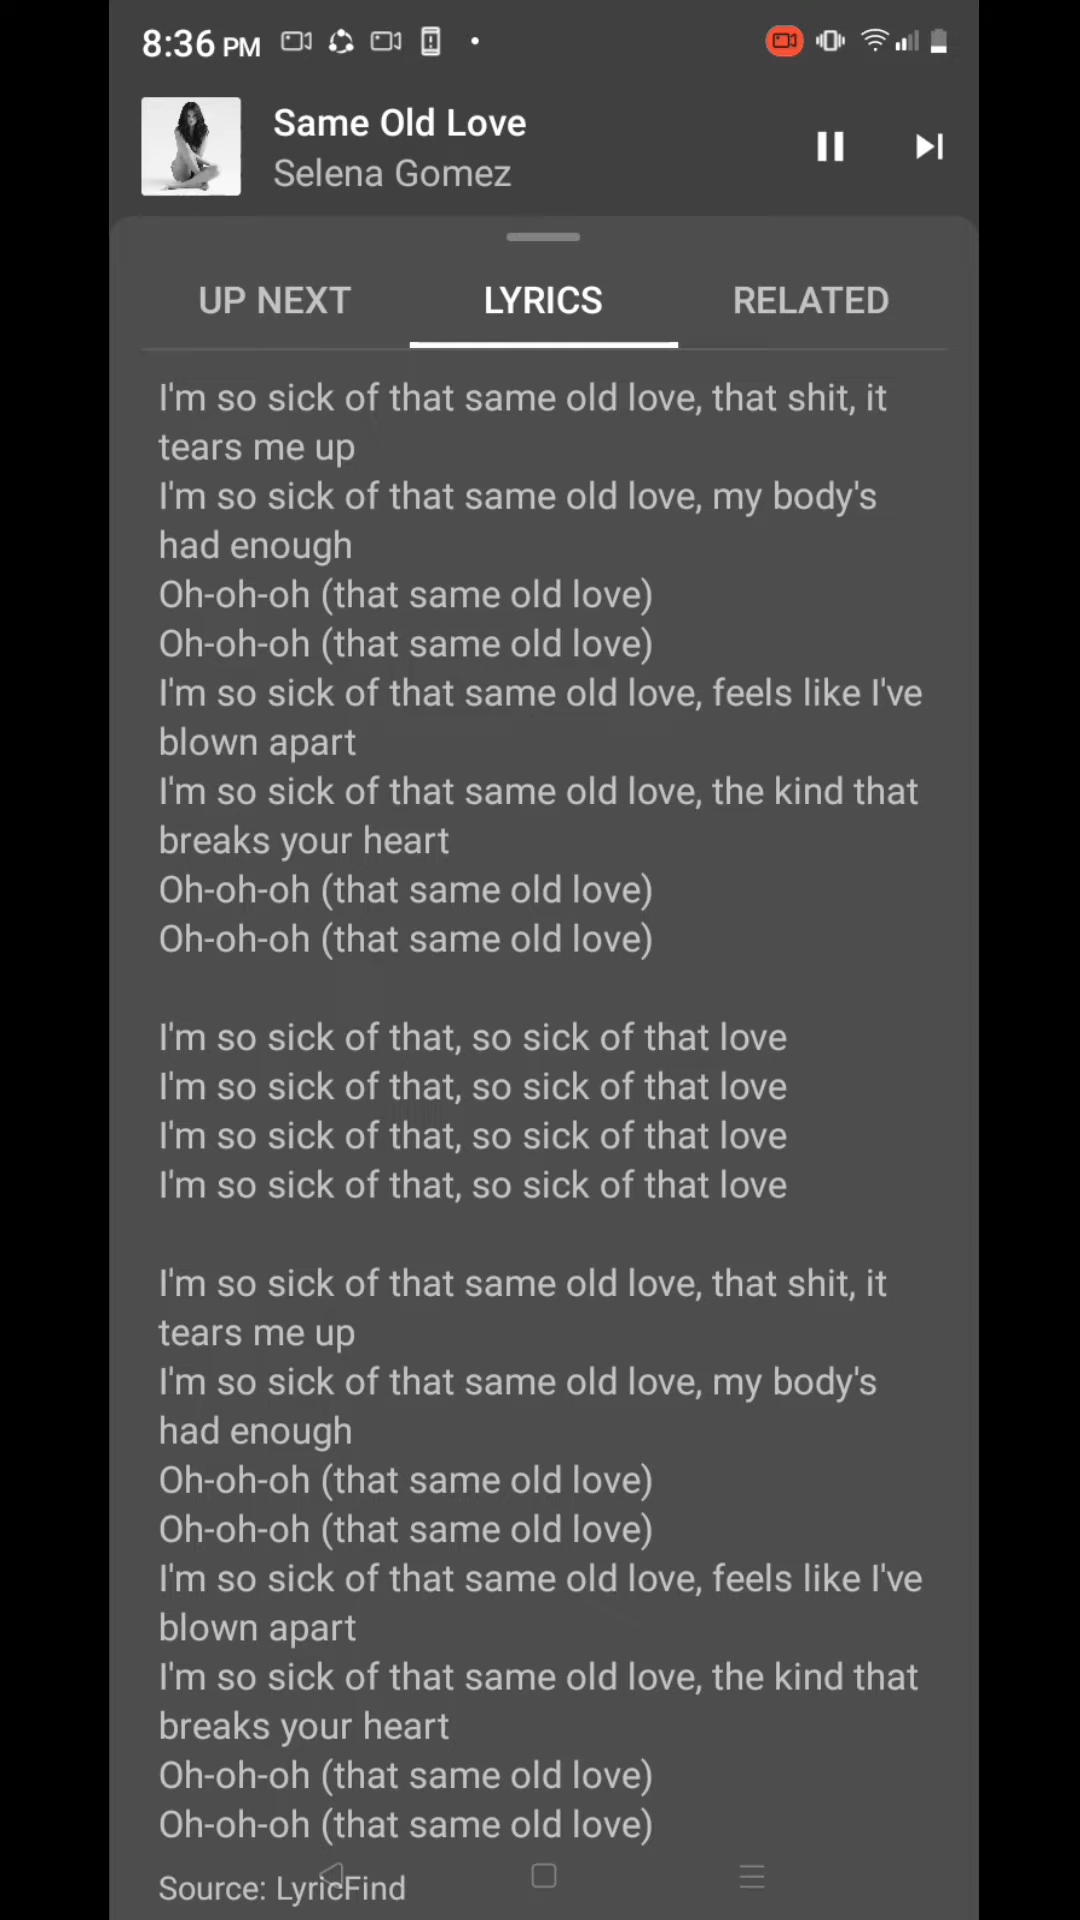 8:36 PM
Same Old Love
Selena Gomez
UP NEXT LYRICS RELATED
I'm so sick of that same old love, that shit, it
tears me up
I'm so sick of that same old love, my body's
had enough
Oh-oh-oh (that same old love)
Oh-oh-oh (that same old love)
I'm so sick of that same old love, feels like I've
blown apart
I'm so sick of that same old love, the kind that
breaks your heart
Oh-oh-oh (that same old love)
Oh-oh-oh (that same old love)
I'm so sick of that, so sick of that love
I'm so sick of that, so sick of that love
I'm so sick of that, so sick of that love
I'm so sick of that, so sick of that love
I'm so sick of that same old love, that shit, it
tears me up
I'm so sick of that same old love, my body's
had enough
Oh-oh-oh (that same old love)
Oh-oh-oh (that same old love)
I'm so sick of that same old love, feels like I've
blown apart
I'm so sick of that same old love, the kind that
breaks your heart
Oh-oh-oh (that same old love)
Oh-oh-oh (that same old love)
Source: LyricFind